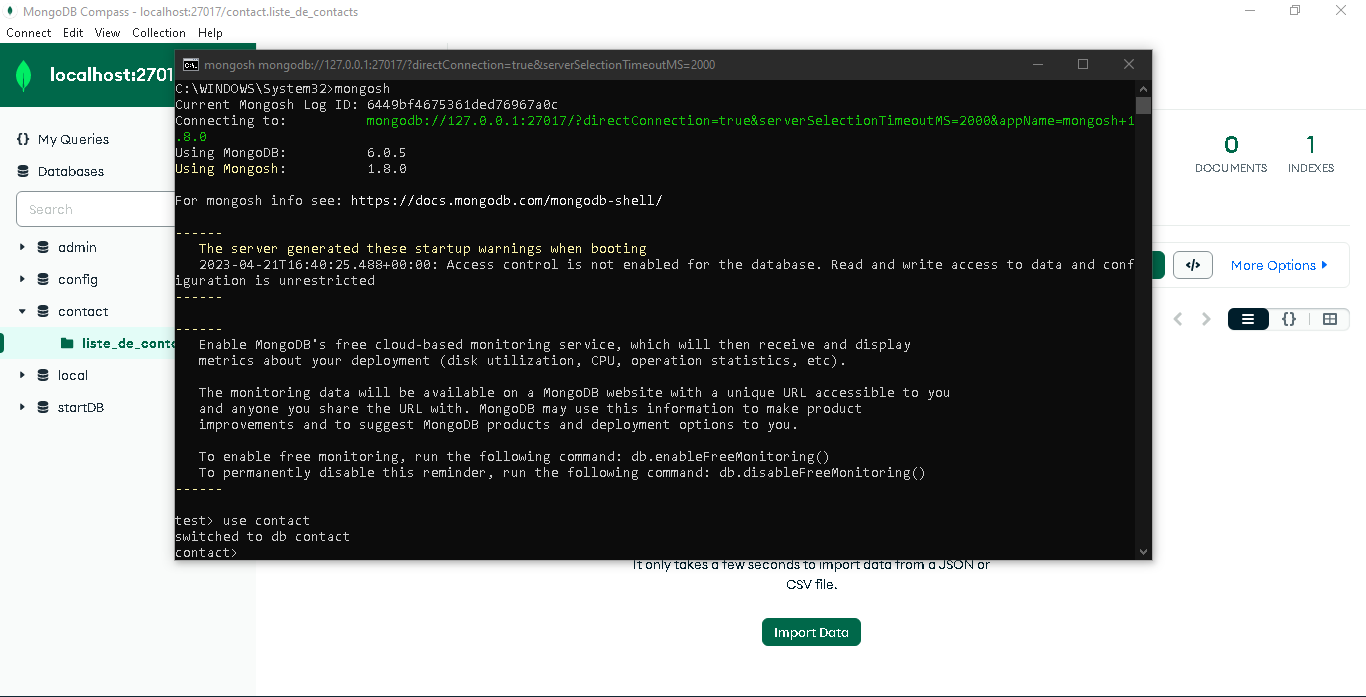 MongoDB Compass - localhost:27017/contact.liste_de_contacts
Connect Edit View Collection Help
localhost:2701
{} My Queries
Databases
Search
admin
config
contact
liste_de_conta
local
startDB
mongosh mongodb://127.0.0.1:27017/?directConnection=true&serverSelectionTimeoutMS=2000
C:\WINDOWS\System32>mongosh
Current Mongosh Log ID: 6449bf4675361ded76967a0c
Connecting to: mongodb://127.0.0.1:27017/?directConnection=true&serverSelectionTimeoutMS=2000&appName=mongosh+1
.8.0
Using MongoDB: 6.0.5
Using Mongosh: 1.8.0
For mongosh info see: https://docs.mongodb.com/mongodb-shell/
------
The server generated these startup warnings when booting
2023-04-21T16:40:25.488+00:00: Access control is not enabled for the database. Read and write access to data and conf
iguration is unrestricted
------
------
Enable MongoDB's free cloud-based monitoring service, which will then receive and display
metrics about your deployment (disk utilization, CPU, operation statistics, etc).
The monitoring data will be available on a MongoDB website with a unique URL accessible to you
and anyone you share the URL with. MongoDB may use this information to make product
improvements and to suggest MongoDB products and deployment options to you.
To enable free monitoring, run the following command: db.enableFreeMonitoring()
To permanently disable this reminder, run the following command: db.disableFreeMonitoring()
------
test> use contact
switched to db contact
contact>
0 1
DOCUMENTS INDEXES
</> More Options
{}
It only takes a few seconds to import data from a JSON or
CSV file.
Import Data